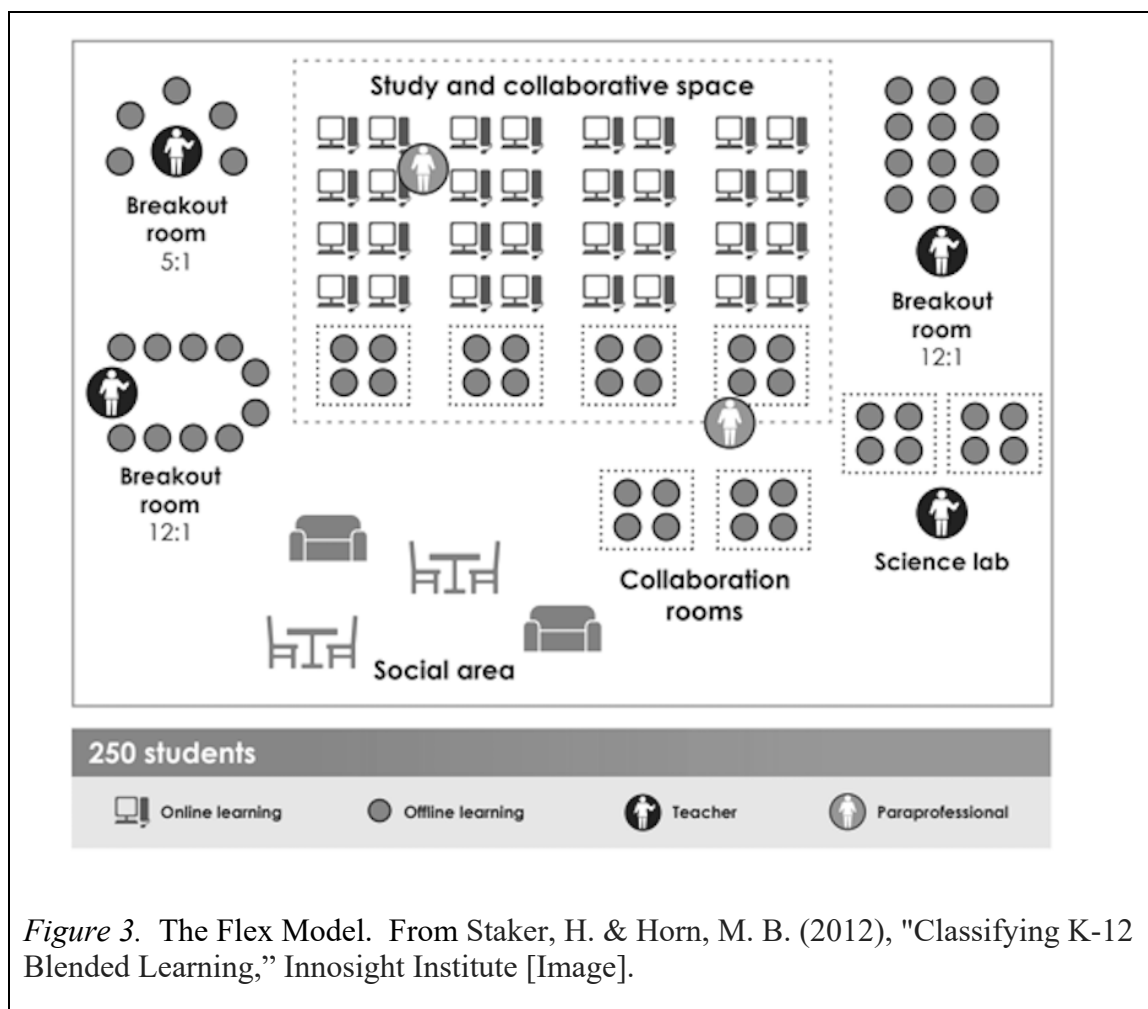 Study and collaborative space
Breakout
room
5:1
Breakout
room
12:1
Breakout
room
12:1
Science lab
Collaboration
rooms
Social area
250 students
Online learning
Offline learning
Teacher
Paraprofessional
Figure 3.  The Flex Model.  From Staker, H. & Horn, M. B. (2012), "Classifying K-12
Blended Learning,” Innosight Institute [Image].